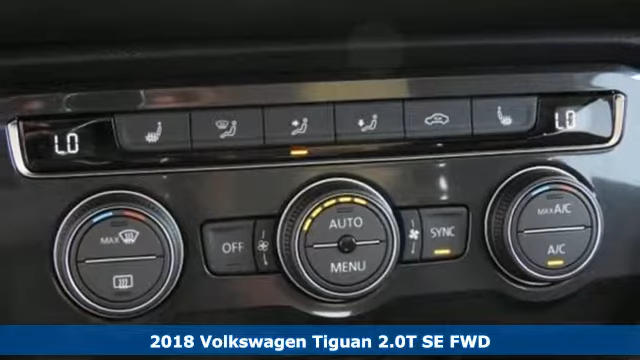 LO
LO
MAX
OFF
AUTO
MENU
SYNC
MAX A/C
A/C
2018 Volkswagen Tiguan 2.0T SE FWD